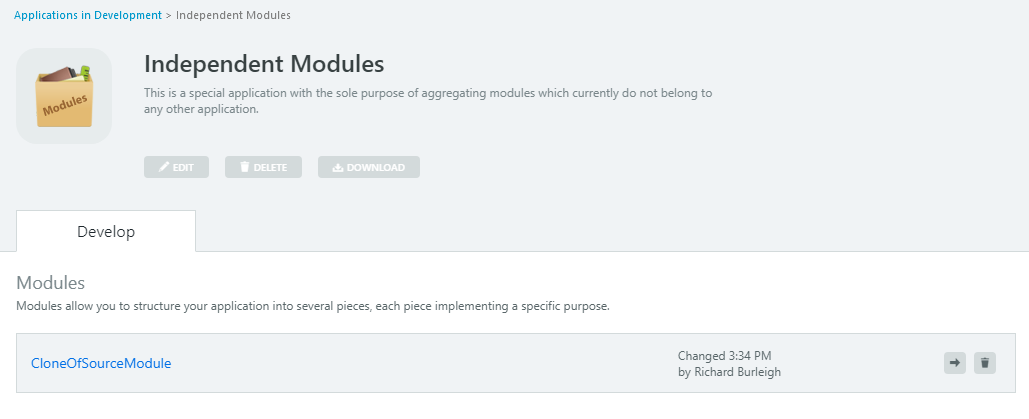 Applications in Development > Independent Modules
Modules
Independent Modules
This is a special application with the sole purpose of aggregating modules which currently do not belong to
any other application.
EDIT
DELETE
DOWNLOAD
Develop
Modules
Modules allow you to structure your application into several pieces, each piece implementing a specific purpose.
CloneOfSourceModule
Changed 3:34 PM
by Richard Burleigh